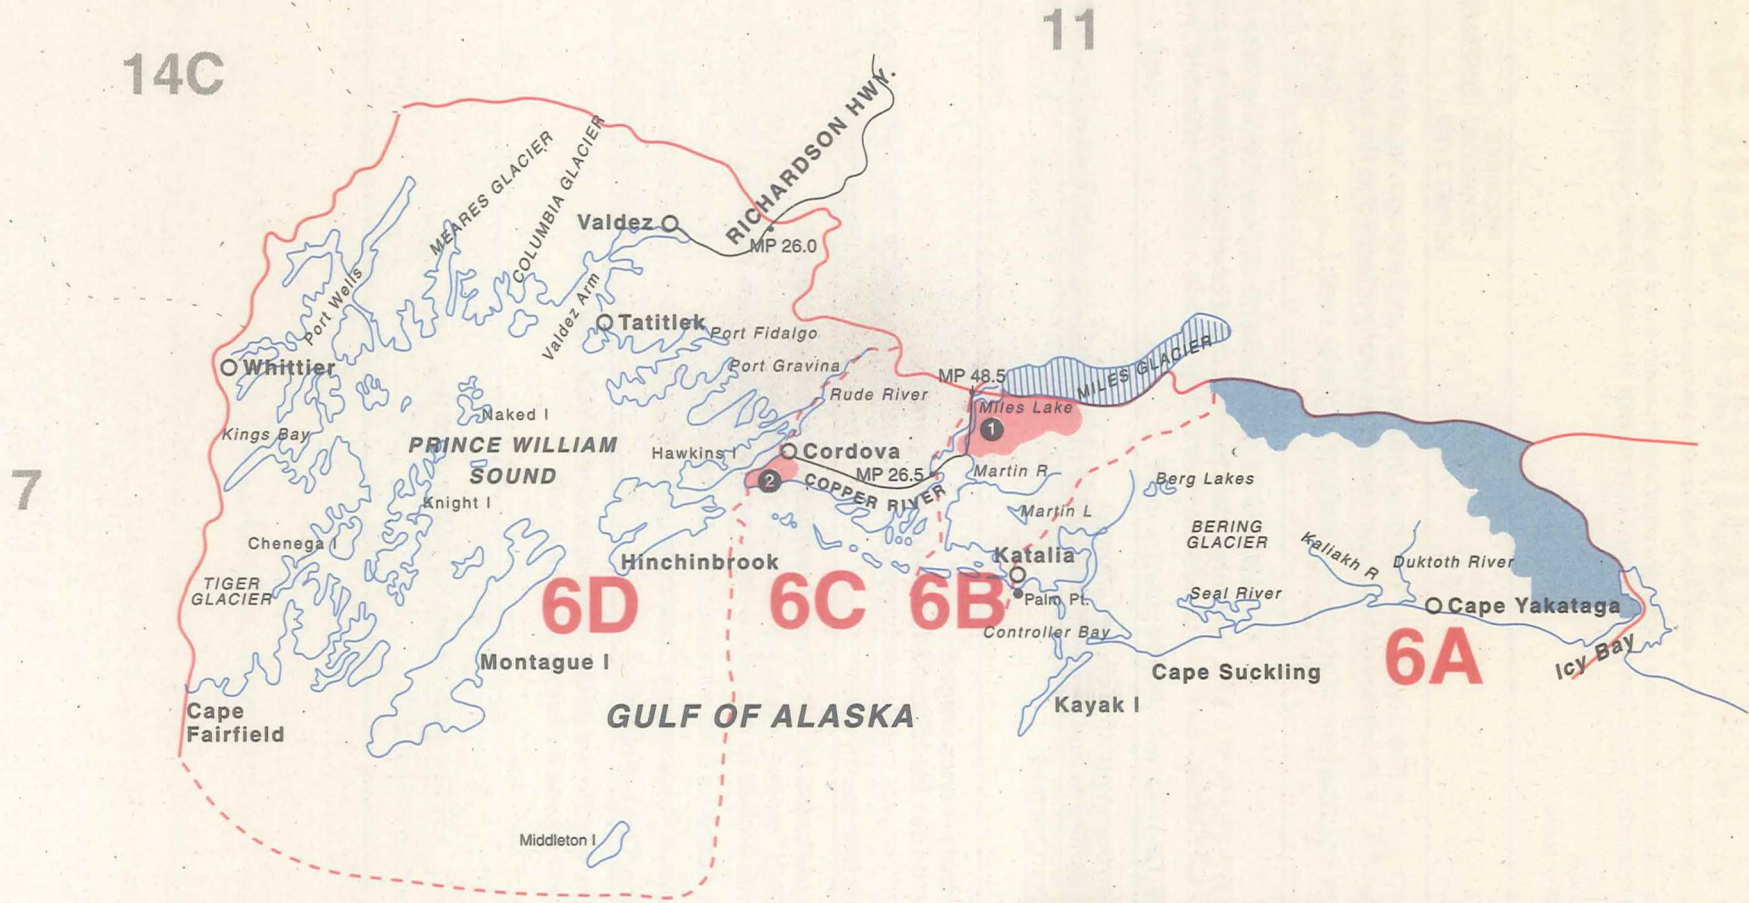 11
14C
RICHARDSON HWY.
MEARES GLACIER
COLUMBIA GLACIER
Valdez
MP 26.0
Port Wells
Valdez Arm
Tatitlek
Port Fidalgo
Whittier
Port Gravina
MP 48.5
MILES GLACIER
Rude River
Miles Lake
Naked I
1
Kings Bay
PRINCE WILLIAM
SOUND
Hawkins I
Cordova
MP 26.5
Martin R
Berg Lakes
7
2
COPPER RIVER
Knight I
Martin L
BERING
GLACIER
Chenega
Hinchinbrook
Katalia
Kaliakh R
Duktoth River
TIGER
GLACIER
6D
6C
6B
Palm Pt.
Seal River
Cape Yakataga
Controller Bay
6A
Icy Bay
Montague I
Cape Suckling
Cape
Fairfield
GULF OF ALASKA
Kayak I
Middleton I